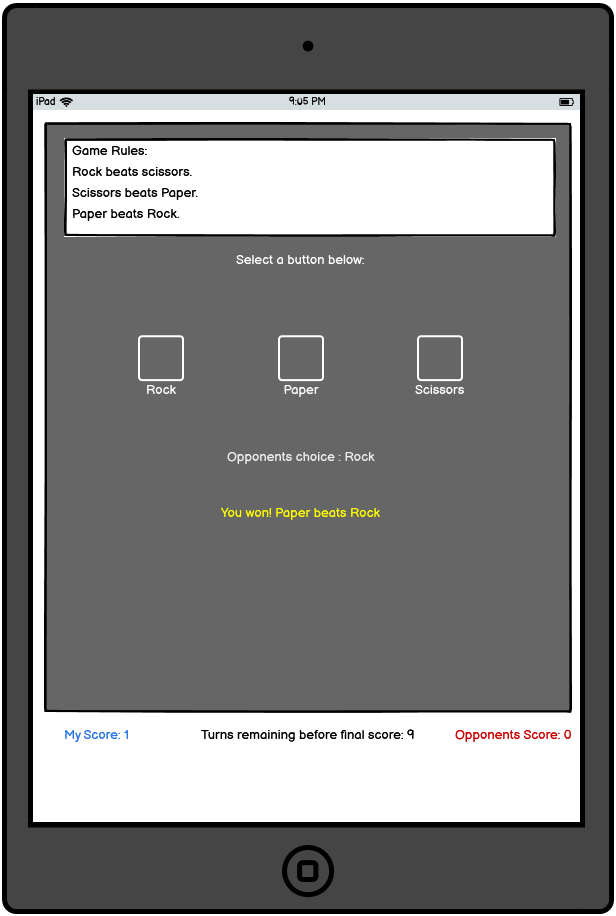 iPad
9:05 PM
Game Rules:
Rock beats scissors.
Scissors beats Paper.
Paper beats Rock.
Select a button below:
Rock
Paper
Scissors
Opponents choice : Rock
You won! Paper beats Rock
My Score: 1
Turns remaining before final score: 9
Opponents Score: 0